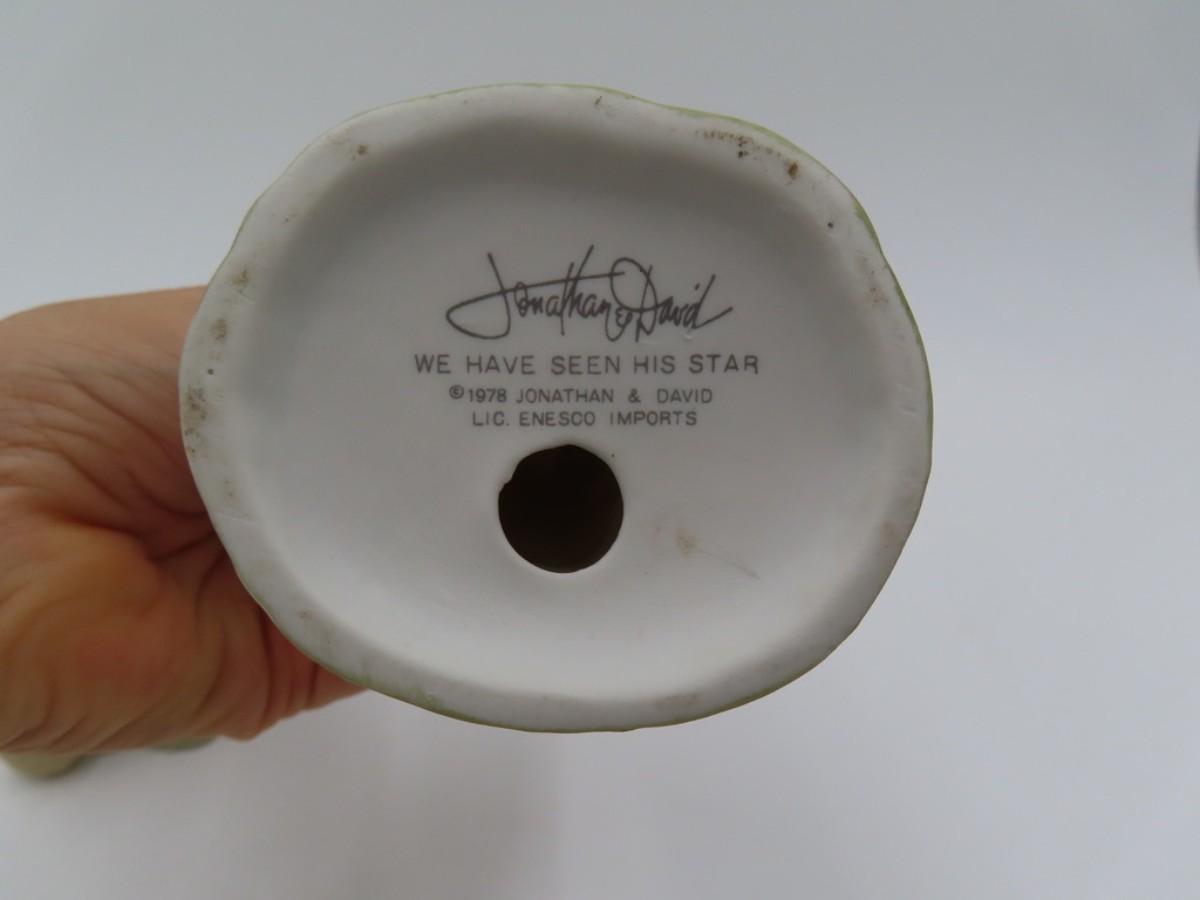 Jonathan & David
WE HAVE SEEN HIS STAR
©1978 JONATHAN & DAVID
LIC. ENESCO IMPORTS